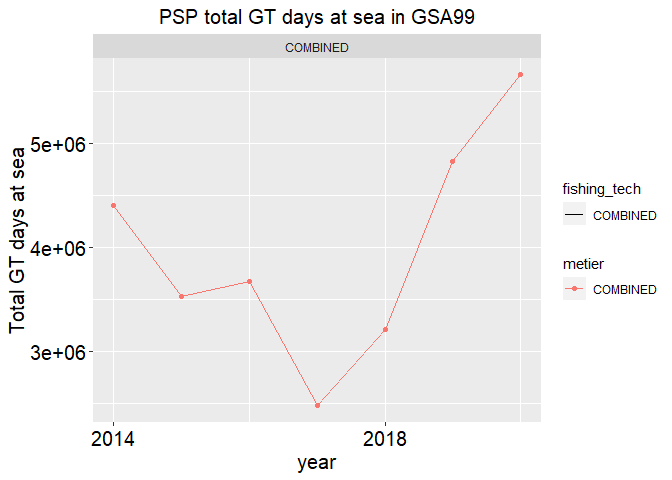 PSP total GT days at sea in GSA99
COMBINED
Total GT days at sea
5e+06
4e+06
3e+06
2014
2018
year
fishing_tech
COMBINED
metier
COMBINED